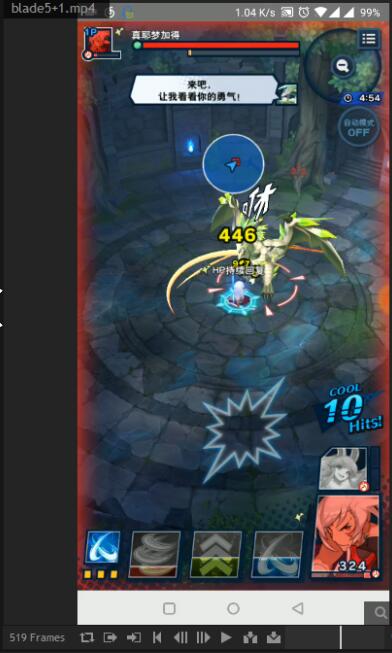 blade5+1.mp4
1.04 K/s
99%
1P
真耶梦加得
来吧，
让我看看你的勇气！
4:54
自动模式
OFF
咻
446
HP持续回复
COOL
10
Hits!
324
519 Frames